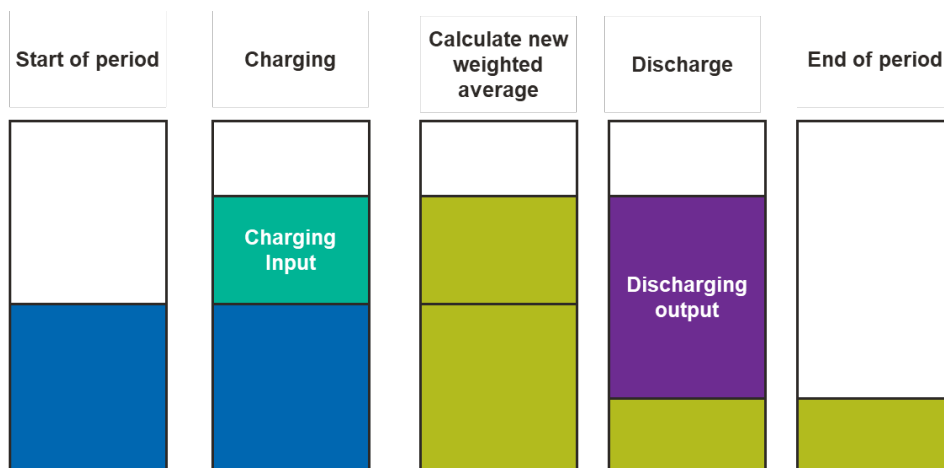 Start of period
Charging
Calculate new
weighted
average
Discharge
End of period
Charging
Input
Discharging
output